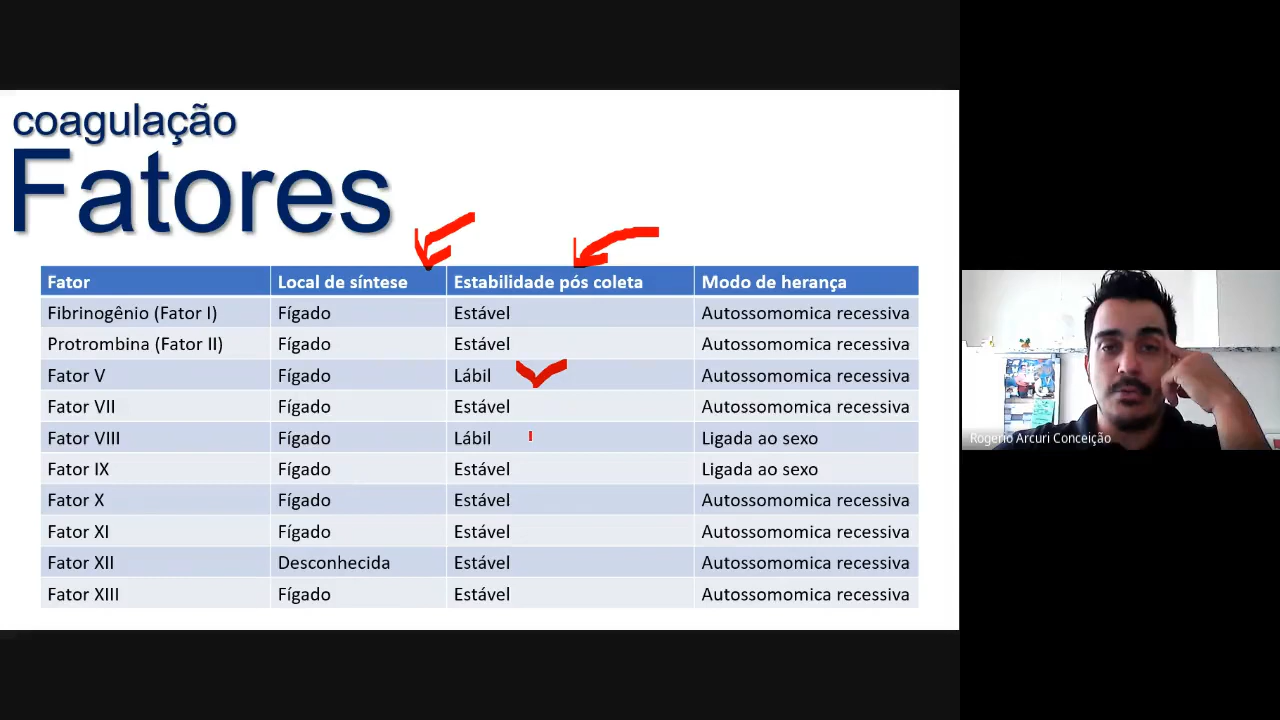 coagulação
Fatores
Fator Local de síntese Estabilidade pós coleta Modo de herança
Fibrinogênio (Fator I) Fígado Estável Autossomomica recessiva
Protrombina (Fator II) Fígado Estável Autossomomica recessiva
Fator V Fígado Lábil Autossomomica recessiva
Fator VII Fígado Estável Autossomomica recessiva
Fator VIII Fígado Lábil Ligada ao sexo
Fator IX Fígado Estável Ligada ao sexo
Fator X Fígado Estável Autossomomica recessiva
Fator XI Fígado Estável Autossomomica recessiva
Fator XII Desconhecida Estável Autossomomica recessiva
Fator XIII Fígado Estável Autossomomica recessiva
Rogerio Arcuri Conceição